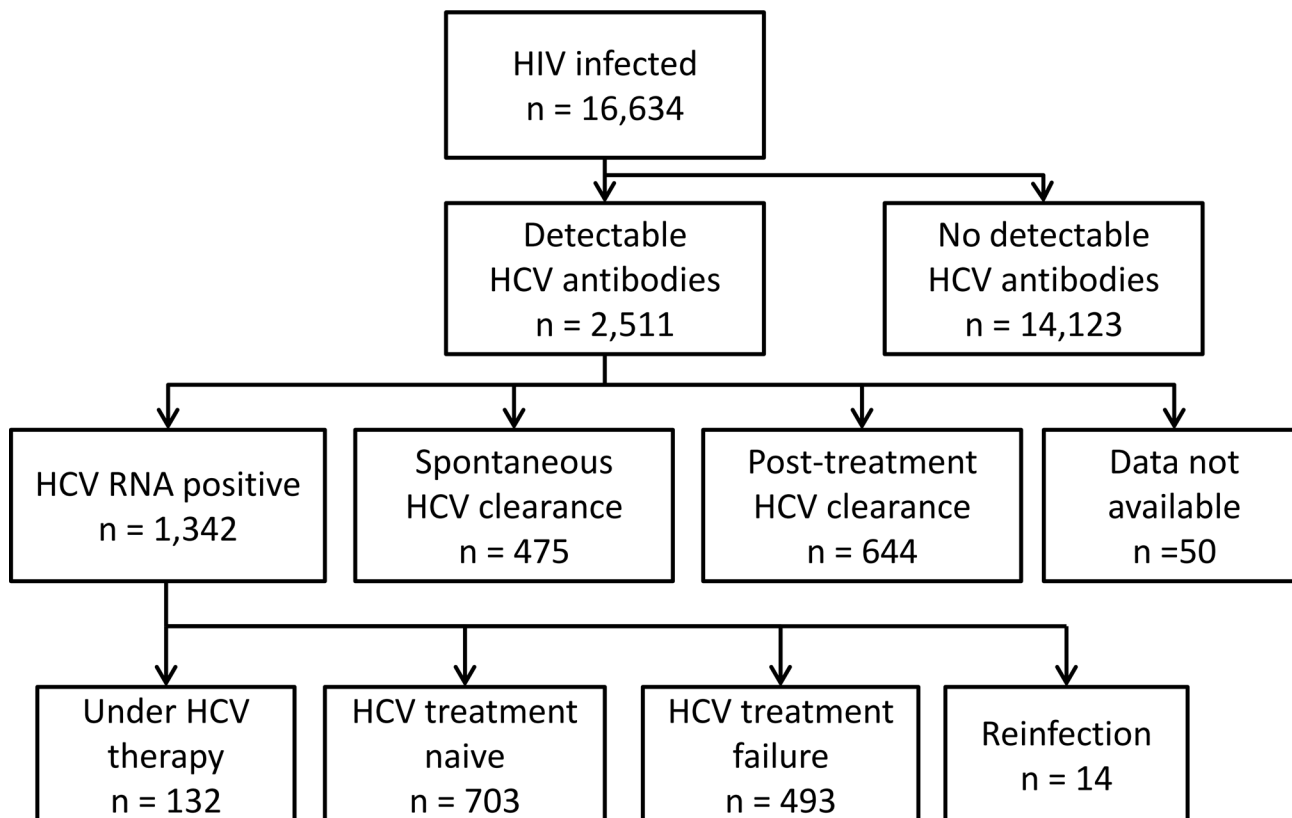 HIV infected
n = 16,634
Detectable
HCV antibodies
n = 2,511
No detectable
HCV antibodies
n = 14,123
HCV RNA positive
n = 1,342
Spontaneous
HCV clearance
n = 475
Post-treatment
HCV clearance
n = 644
Data not
available
n =50
Under HCV
therapy
n = 132
HCV treatment
naive
n = 703
HCV treatment
failure
n = 493
Reinfection
n = 14